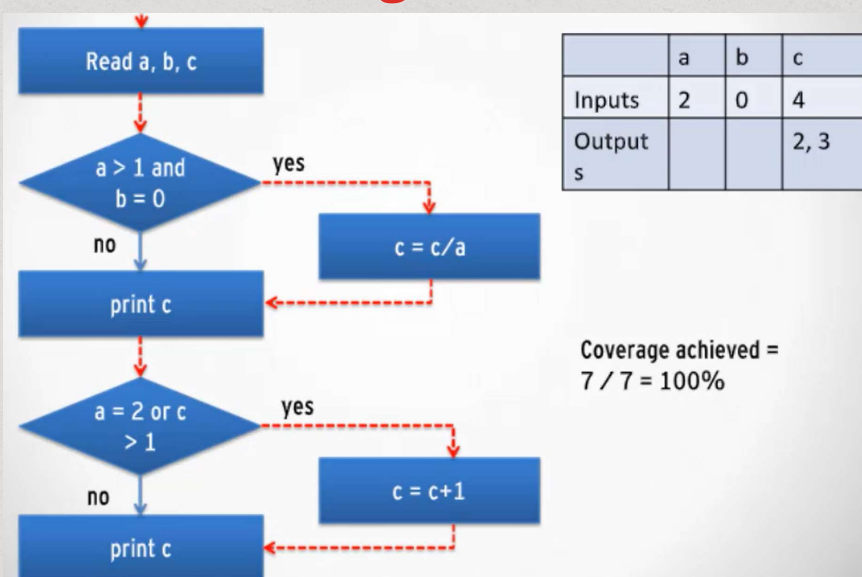 Read a, b, c
a > 1 and
b = 0
yes
no
c = c/a
print c
a = 2 or c
> 1
yes
no
c = c+1
print c
a b c
Inputs 2 0 4
Output 2, 3
s
Coverage achieved =
7 / 7 = 100%